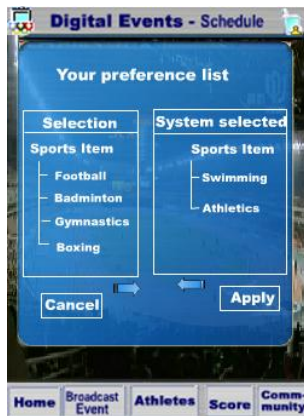 Digital Events - Schedule
Your preference list
Selection
Sports Item
Football
Badminton
Gymnastics
Boxing
System selected
Sports Item
Swimming
Athletics
Cancel
Apply
Home
Broadcast
Event
Athletes
Score
Comm
munity